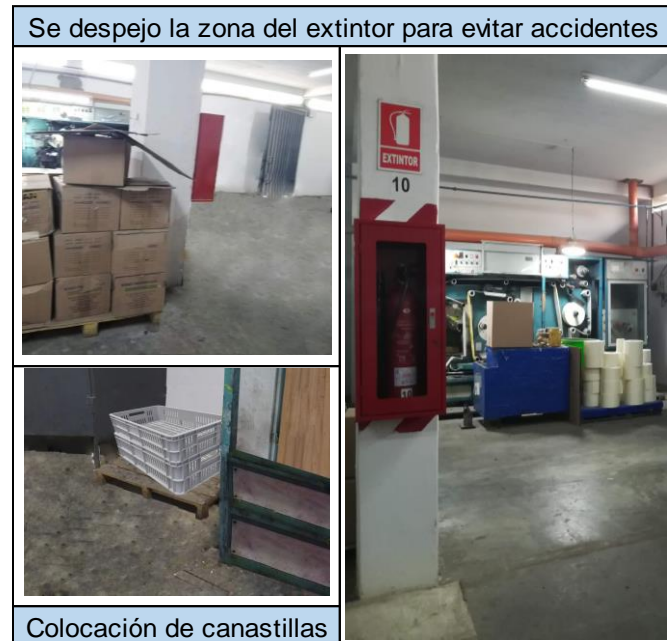 Se despejo la zona del extintor para evitar accidentes
EXTINTOR
10
Colocación de canastillas